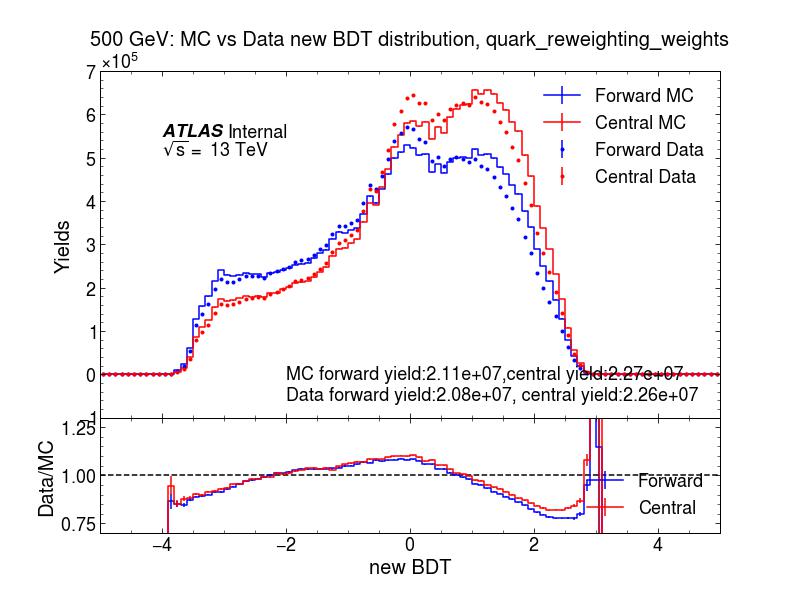 500 GeV: MC vs Data new BDT distribution, quark_reweighting_weights
×10⁵
7
6
5
4
3
2
1
0
−1
Yields
ATLAS Internal
√s = 13 TeV
Forward MC
Central MC
Forward Data
Central Data
MC forward yield:2.11e+07,central yield:2.27e+07
Data forward yield:2.08e+07, central yield:2.26e+07
1.25
1.00
0.75
Data/MC
Forward
Central
−4 −2 0 2 4
new BDT